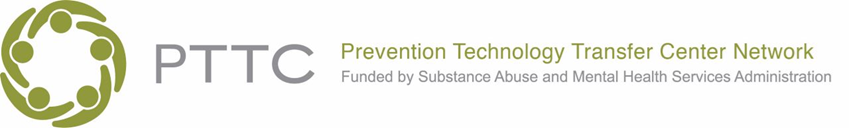 PTTC
Prevention Technology Transfer Center Network
Funded by Substance Abuse and Mental Health Services Administration